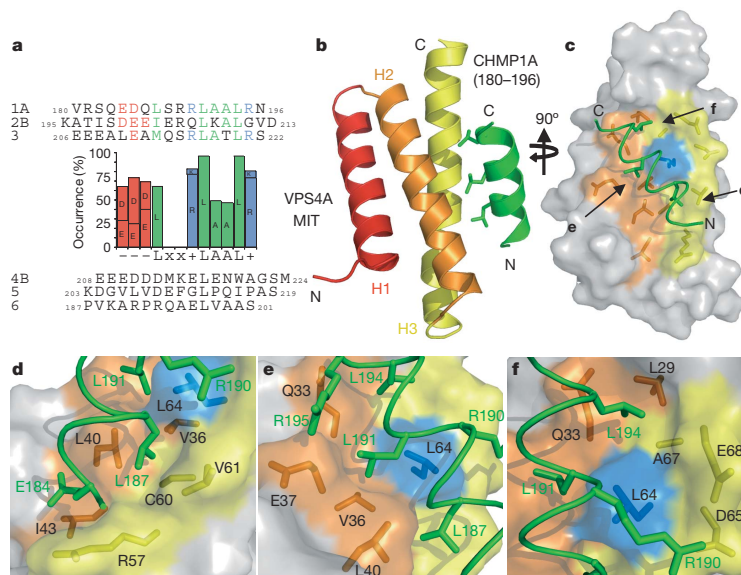 a
1A 180 VRSQEDQLSRLAALRN 196
2B 195 KATISDEEIERQLKALGVD 213
3 206 EEEALEAMQSRLATLRS 222
Occurrence (%)
100
75
50
25
0
D D D L K L A A L K
E E E R R
– – – L x x + L A A L +
4B 208 EEEDDDMKELENWAGSM 224
5 203 KDGVLVDEFGLPQIPAS 219
6 187 PVKARPRQAELVAAS 201
b
C
H2
CHMP1A
(180–196)
C
VPS4A
MIT
N
N
H1
H3
90º
c
C
f
e
N
d
L191
R190
L64
L40
V36
V61
E184
L187
C60
I43
R57
e
Q33
L194
R195
R190
L191
L64
E37
V36
L187
L40
f
L29
Q33
L194
A67
E68
L191
L64
D65
R190